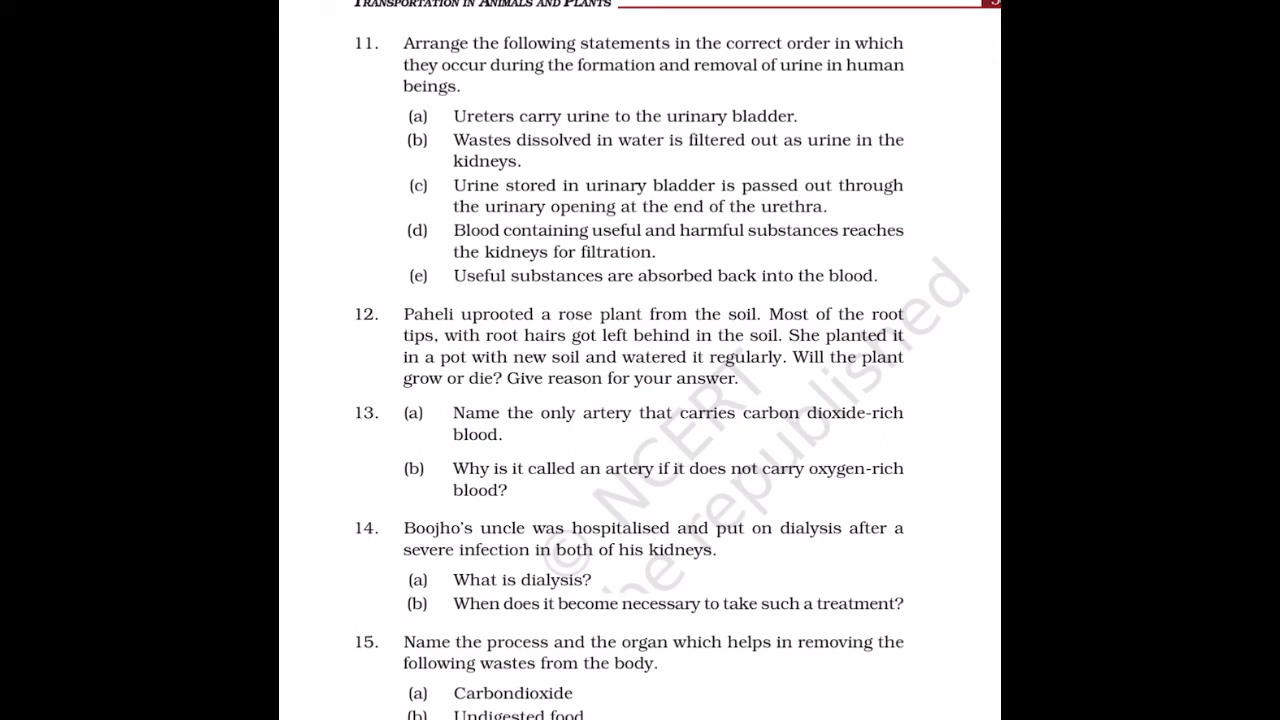 TRANSPORTATION IN ANIMALS AND PLANTS
11. Arrange the following statements in the correct order in which
they occur during the formation and removal of urine in human
beings.
(a) Ureters carry urine to the urinary bladder.
(b) Wastes dissolved in water is filtered out as urine in the
kidneys.
(c) Urine stored in urinary bladder is passed out through
the urinary opening at the end of the urethra.
(d) Blood containing useful and harmful substances reaches
the kidneys for filtration.
(e) Useful substances are absorbed back into the blood.
12. Paheli uprooted a rose plant from the soil. Most of the root
tips, with root hairs got left behind in the soil. She planted it
in a pot with new soil and watered it regularly. Will the plant
grow or die? Give reason for your answer.
13. (a) Name the only artery that carries carbon dioxide-rich
blood.
(b) Why is it called an artery if it does not carry oxygen-rich
blood?
14. Boojho's uncle was hospitalised and put on dialysis after a
severe infection in both of his kidneys.
(a) What is dialysis?
(b) When does it become necessary to take such a treatment?
15. Name the process and the organ which helps in removing the
following wastes from the body.
(a) Carbondioxide
(b) Undigested food
© NCERT
be republished